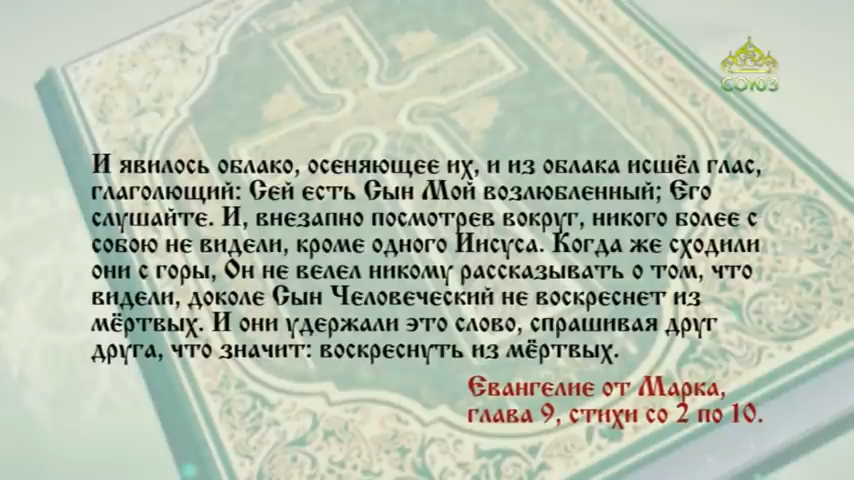 СОЮЗ
И явилось облако, осеняющее их, и из облака исшёл глас,
глаголющий: Сей есть Сын Мой возлюбленный; Его
слушайте. И, внезапно посмотрев вокруг, никого более с
собою не видели, кроме одного Иисуса. Когда же сходили
они с горы, Он не велел никому рассказывать о том, что
видели, доколе Сын Человеческий не воскреснет из
мёртвых. И они удержали это слово, спрашивая друг
друга, что значит: воскреснуть из мёртвых.
Евангелие от Марка,
глава 9, стихи со 2 по 10.